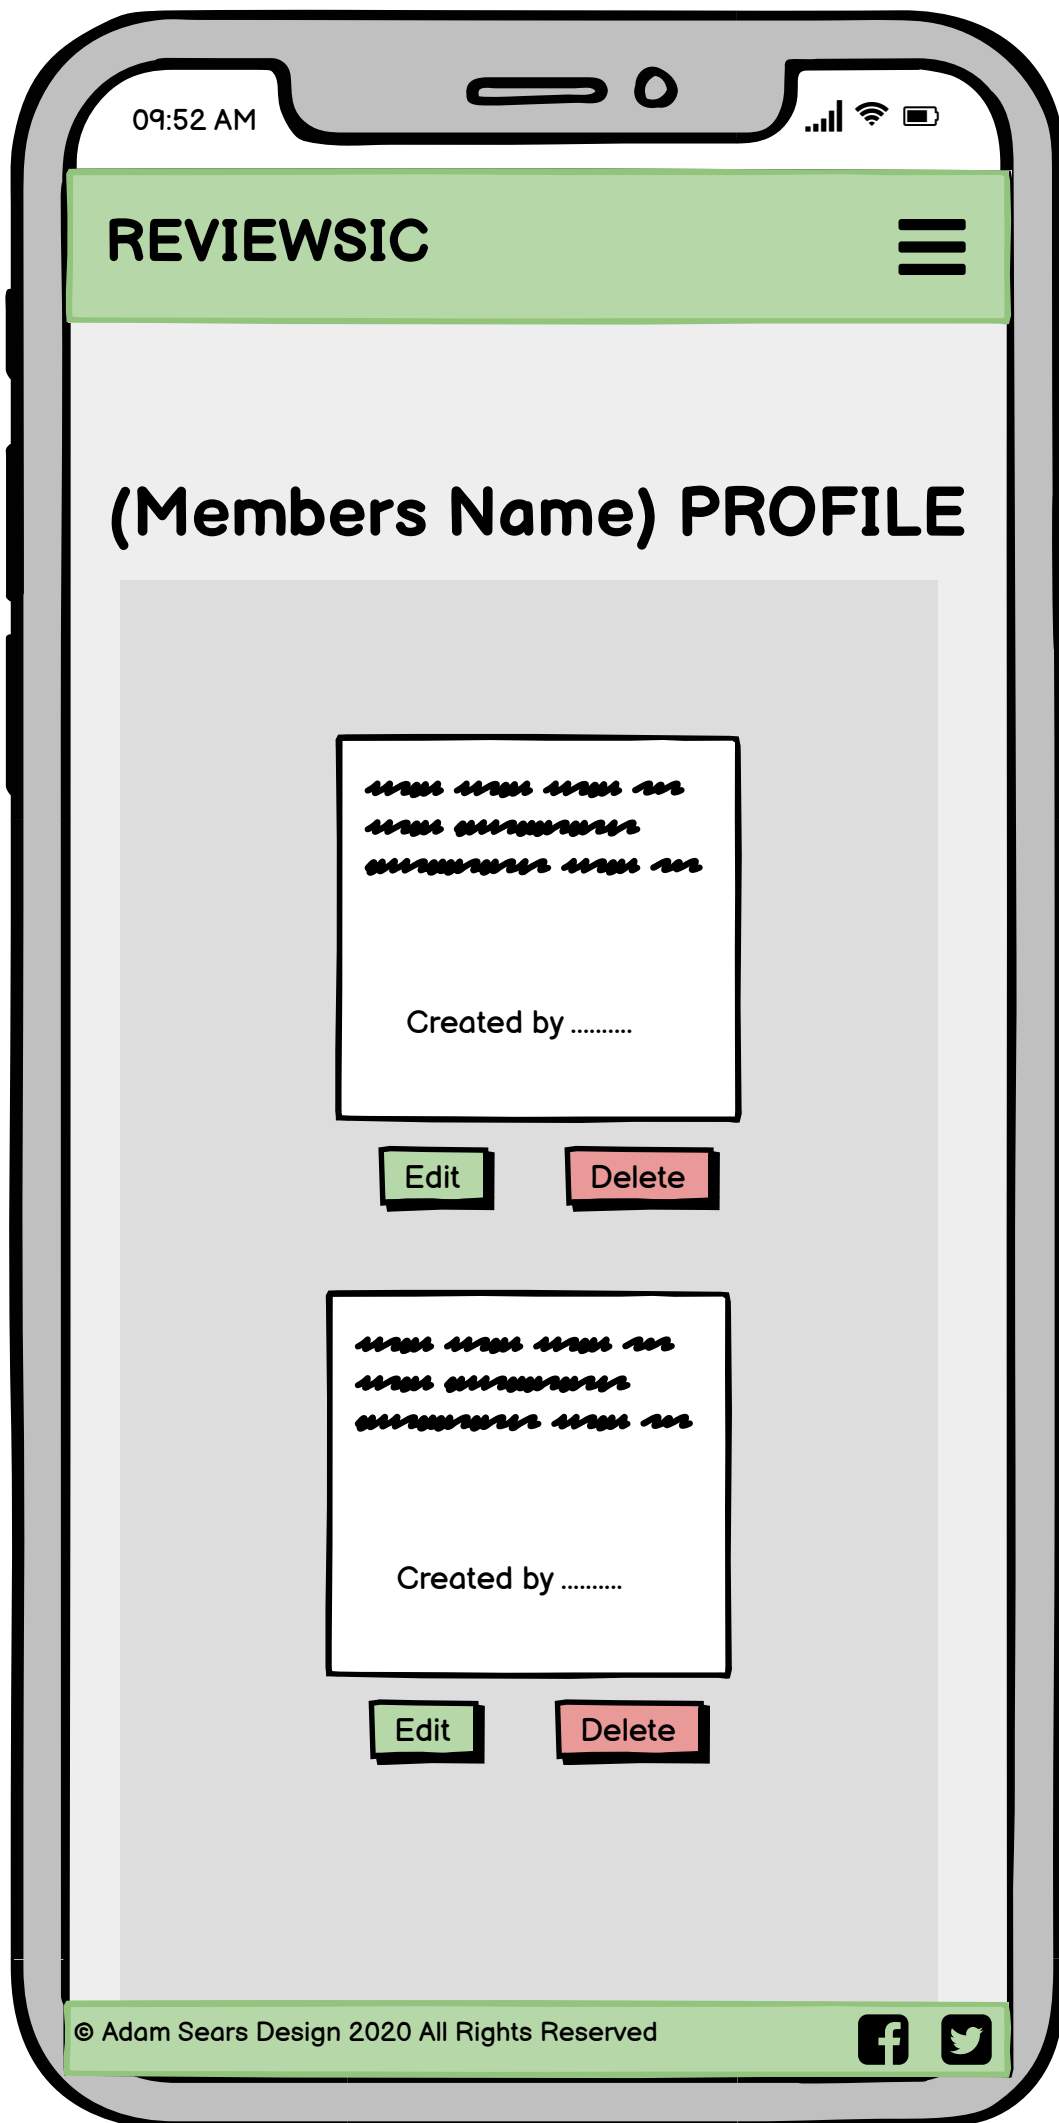 09:52 AM
REVIEWSIC
(Members Name) PROFILE
Created by ..........
Edit
Delete
Created by ..........
Edit
Delete
© Adam Sears Design 2020 All Rights Reserved